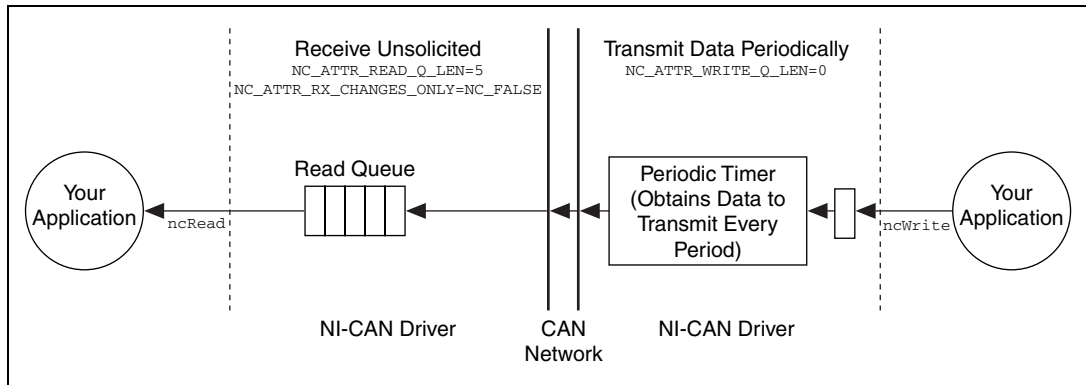 Receive Unsolicited
NC_ATTR_READ_Q_LEN=5
NC_ATTR_RX_CHANGES_ONLY=NC_FALSE
Transmit Data Periodically
NC_ATTR_WRITE_Q_LEN=0
Your
Application
ncRead
Read Queue
Periodic Timer
(Obtains Data to
Transmit Every
Period)
ncWrite
Your
Application
NI-CAN Driver
CAN
Network
NI-CAN Driver